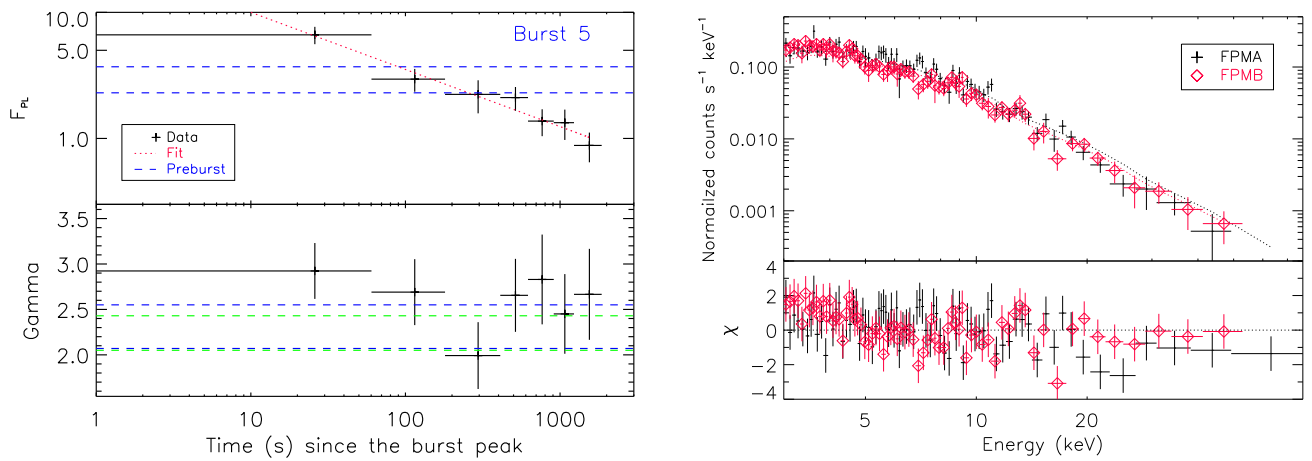 10.0
Burst 5
5.0
F_PL
1.0
Data
Fit
Preburst
3.5
3.0
Gamma
2.5
2.0
1 10 100 1000
Time (s) since the burst peak
Normailzed counts s⁻¹ keV⁻¹
FPMA
FPMB
0.100
0.010
0.001
4
2
χ
0
−2
−4
5 10 20
Energy (keV)